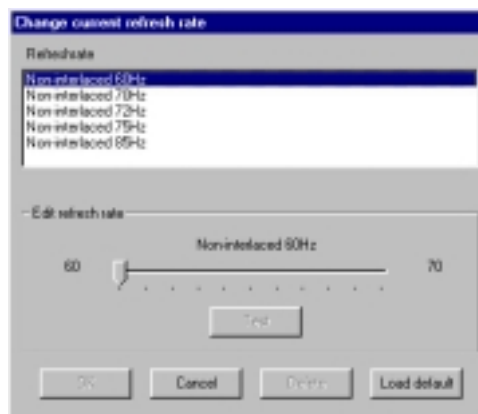 Change current refresh rate
Refreshrate
Non-interlaced 60Hz
Non-interlaced 70Hz
Non-interlaced 72Hz
Non-interlaced 75Hz
Non-interlaced 85Hz
Edit refresh rate
Non-interlaced 60Hz
60 70
Test
OK Cancel Delete Load default